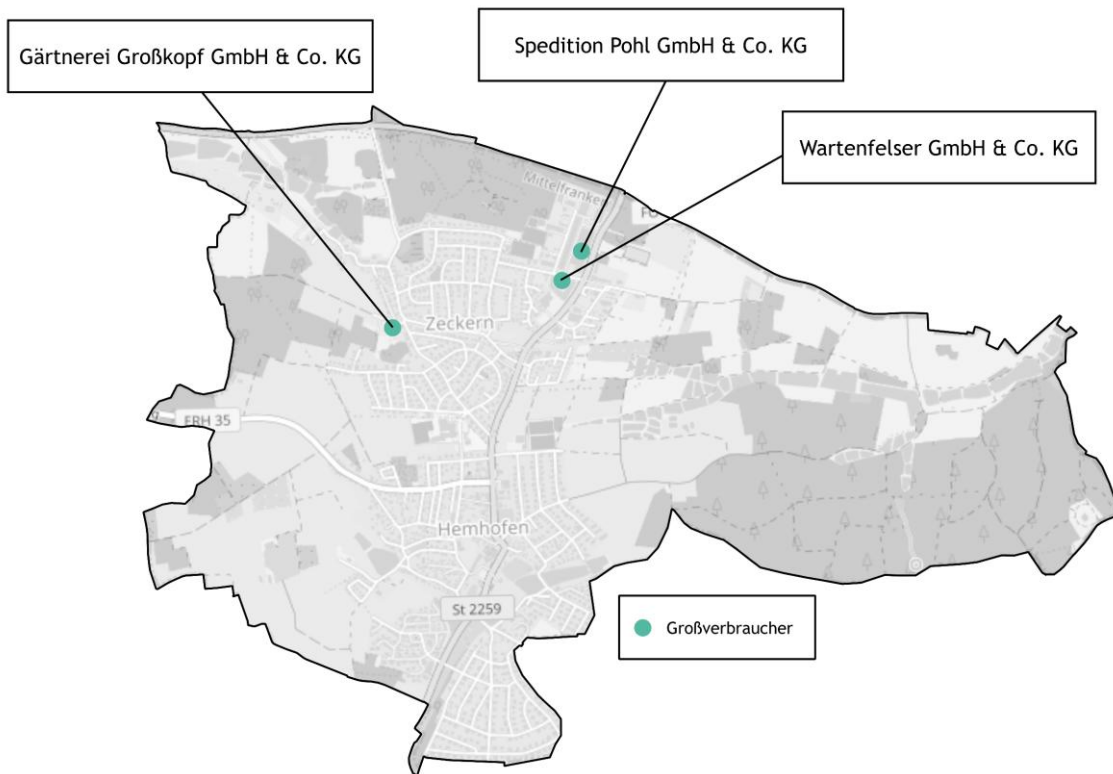 Spedition Pohl GmbH & Co. KG
Gärtnerei Großkopf GmbH & Co. KG
Wartenfelser GmbH & Co. KG
Mittelfranken
FO
Zeckern
ERH 35
Hemhofen
St 2259
Großverbraucher